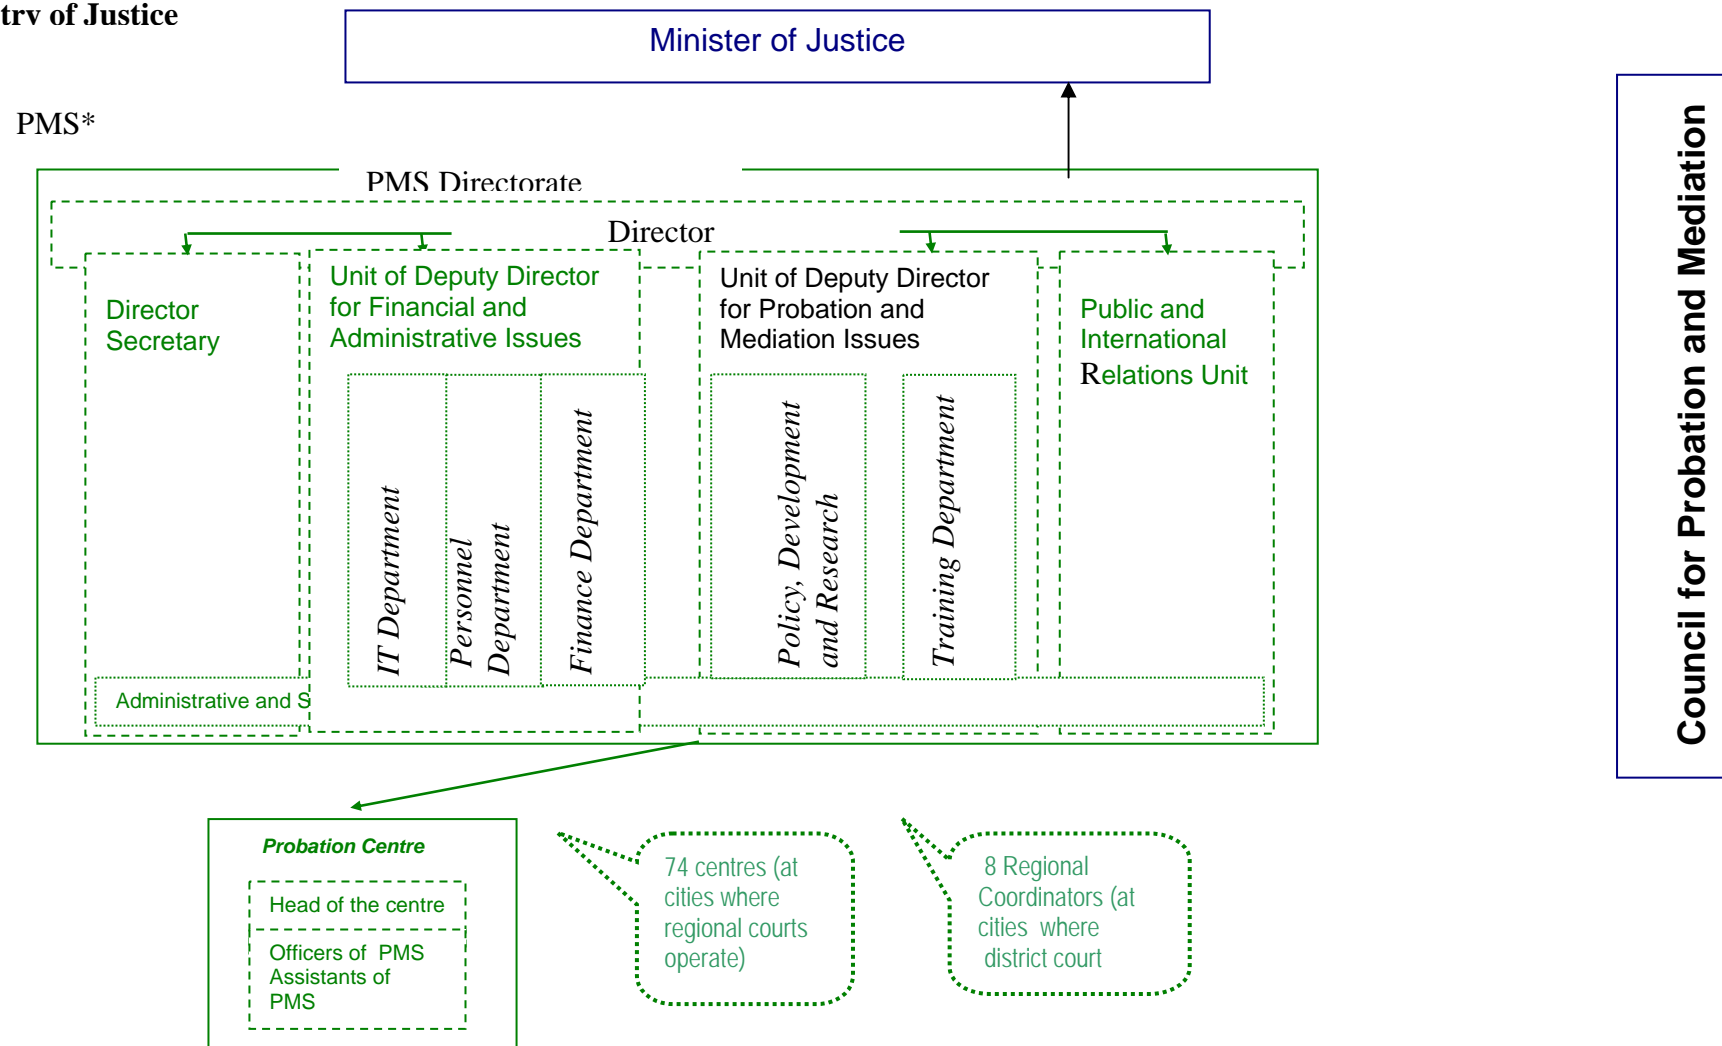 try of Justice
Minister of Justice
PMS*
PMS Directorate
Director
Director
Secretary
Unit of Deputy Director
for Financial and
Administrative Issues
IT Department
Personnel
Department
Finance Department
Unit of Deputy Director
for Probation and
Mediation Issues
Policy, Development
and Research
Training Department
Public and
International
Relations Unit
Administrative and S
Council for Probation and Mediation
Probation Centre
Head of the centre
Officers of PMS
Assistants of
PMS
74 centres (at
cities where
regional courts
operate)
8 Regional
Coordinators (at
cities where
district court